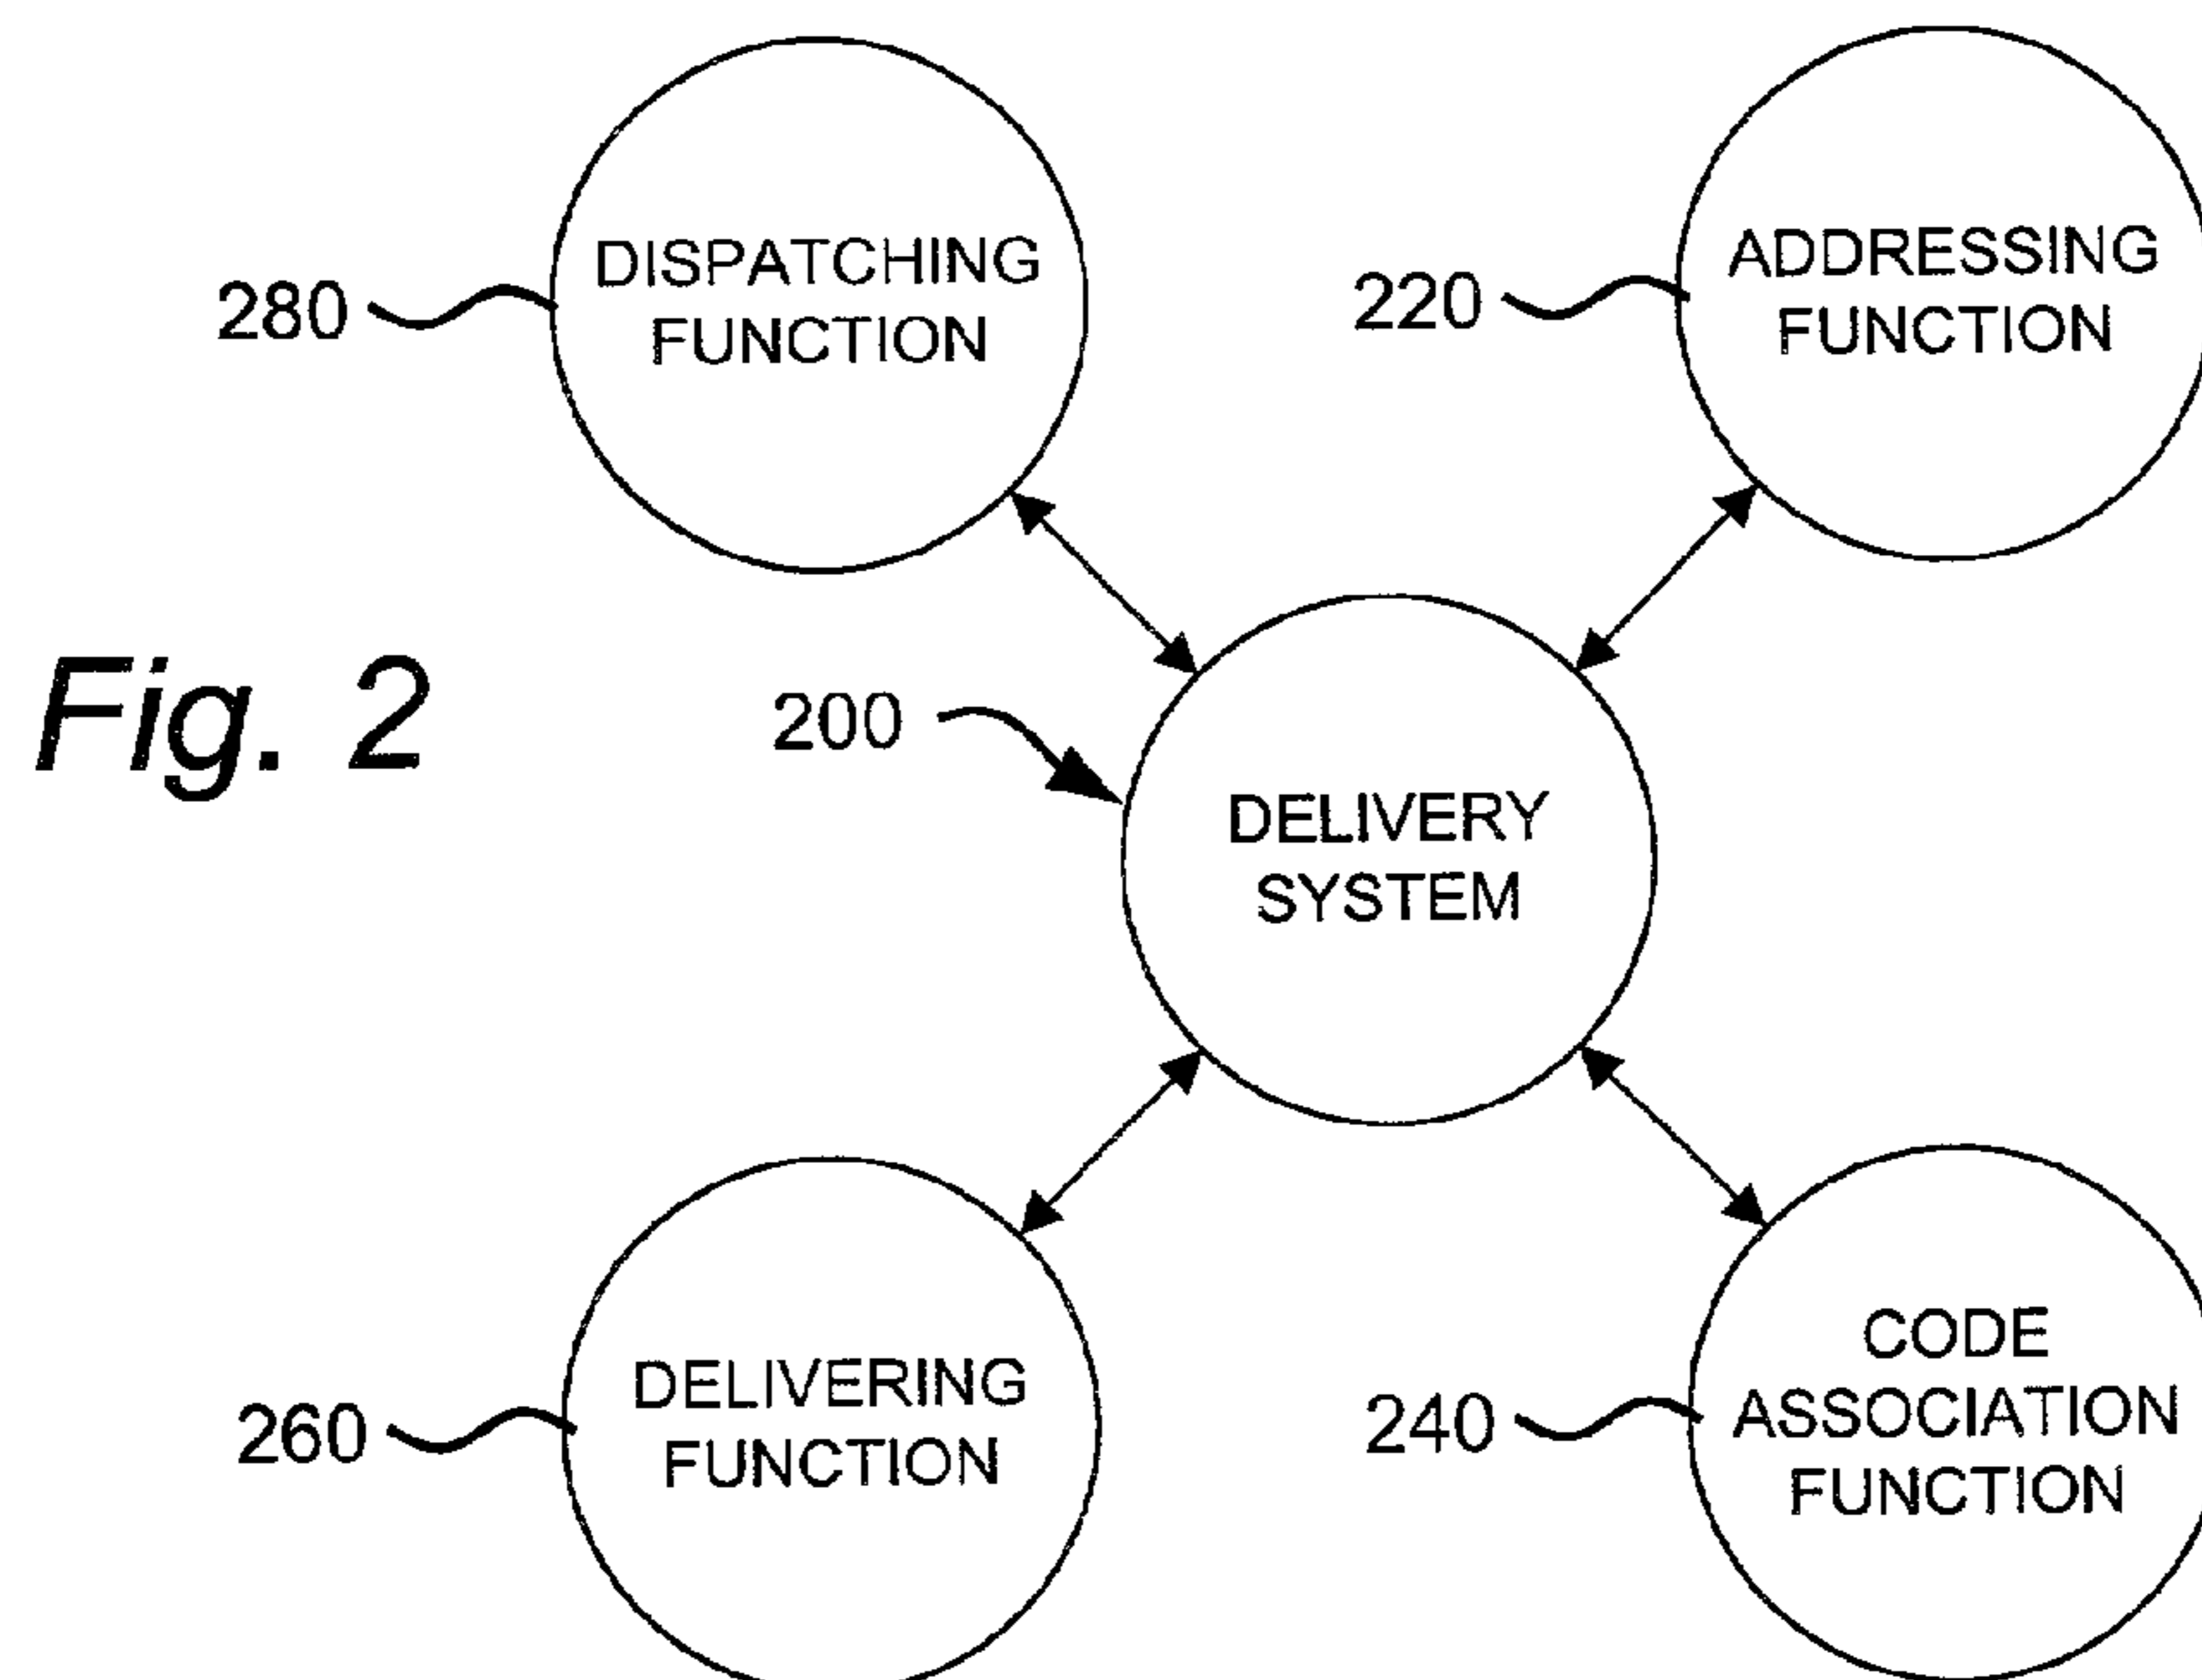 280
DISPATCHING
FUNCTION
220
ADDRESSING
FUNCTION
Fig. 2
200
DELIVERY
SYSTEM
260
DELIVERING
FUNCTION
240
CODE
ASSOCIATION
FUNCTION